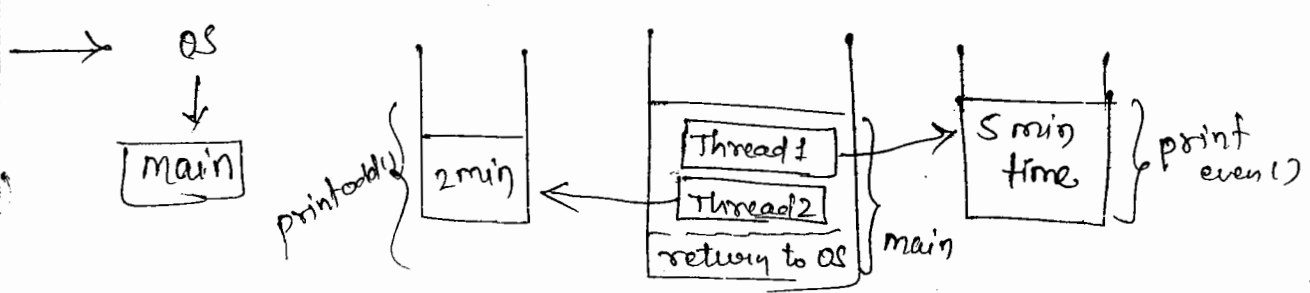 OS
main
printodd()
2 min
Thread 1
Thread 2
return to OS
main
5 min
time
print
even()